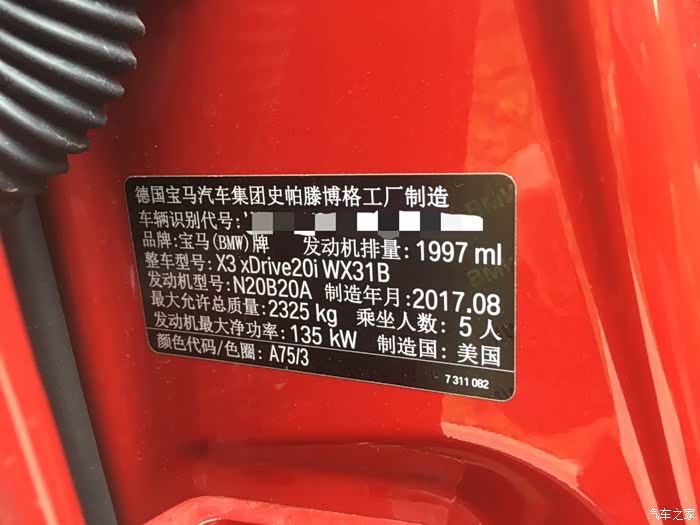 德国宝马汽车集团史帕滕博格工厂制造
车辆识别代号:
品牌:宝马(BMW)牌 发动机排量: 1997 ml
整车型号: X3 xDrive20i WX31B
发动机型号: N20B20A 制造年月: 2017.08
最大允许总质量: 2325 kg 乘坐人数: 5 人
发动机最大净功率: 135 kW 制造国: 美国
颜色代码/色圈: A75/3
7 311 082
汽车之家